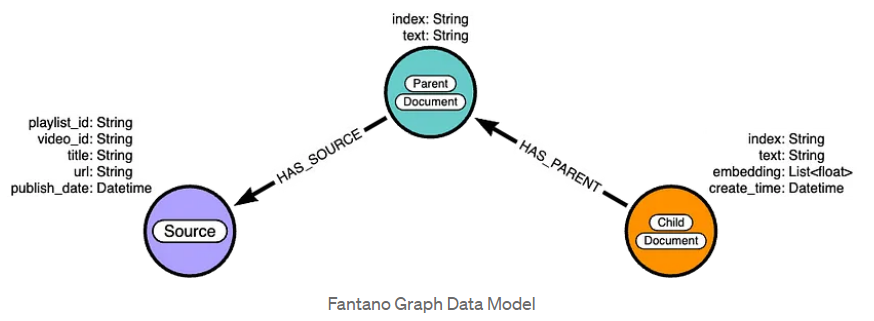 index: String
text: String
Parent
Document
HAS_SOURCE
HAS_PARENT
playlist_id: String
video_id: String
title: String
url: String
publish_date: Datetime
Source
index: String
text: String
embedding: List<float>
create_time: Datetime
Child
Document
Fantano Graph Data Model